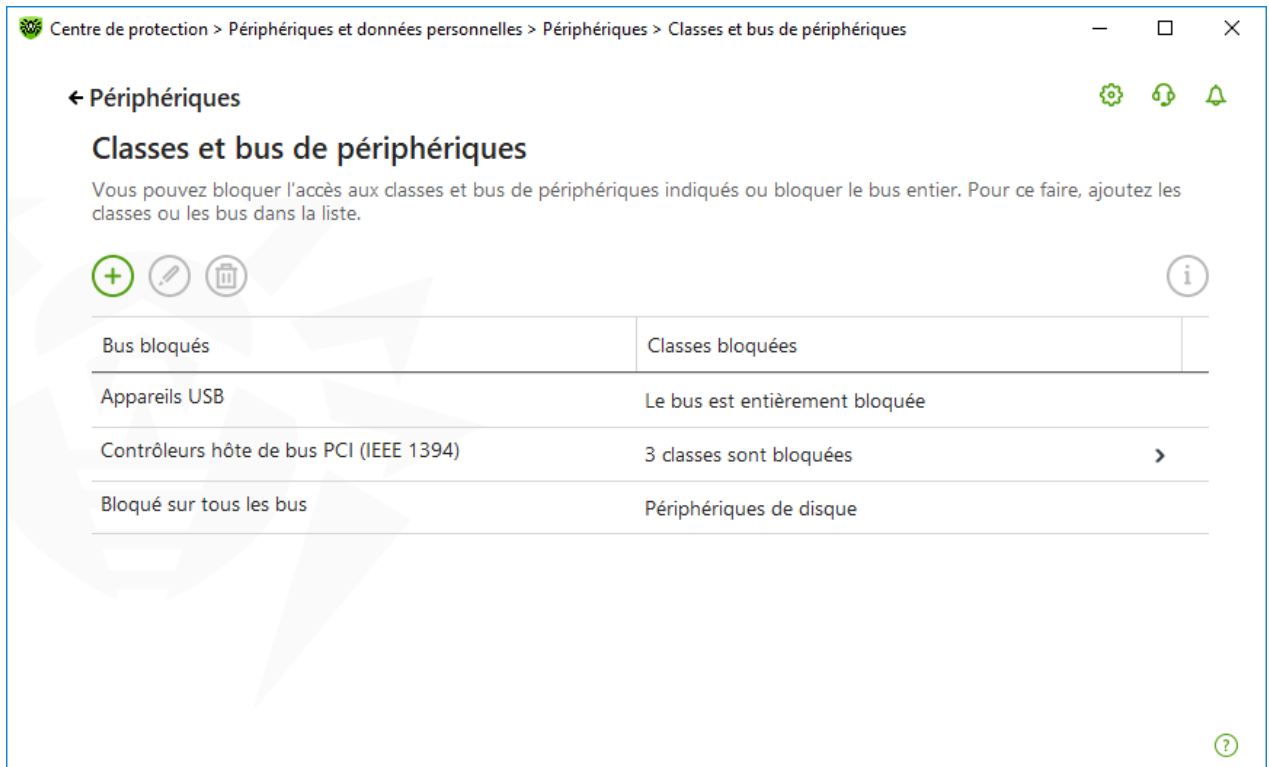 Centre de protection > Périphériques et données personnelles > Périphériques > Classes et bus de périphériques
Périphériques
Classes et bus de périphériques
Vous pouvez bloquer l'accès aux classes et bus de périphériques indiqués ou bloquer le bus entier. Pour ce faire, ajoutez les
classes ou les bus dans la liste.
Bus bloqués
Classes bloquées
Appareils USB
Le bus est entièrement bloquée
Contrôleurs hôte de bus PCI (IEEE 1394)
3 classes sont bloquées
Bloqué sur tous les bus
Périphériques de disque